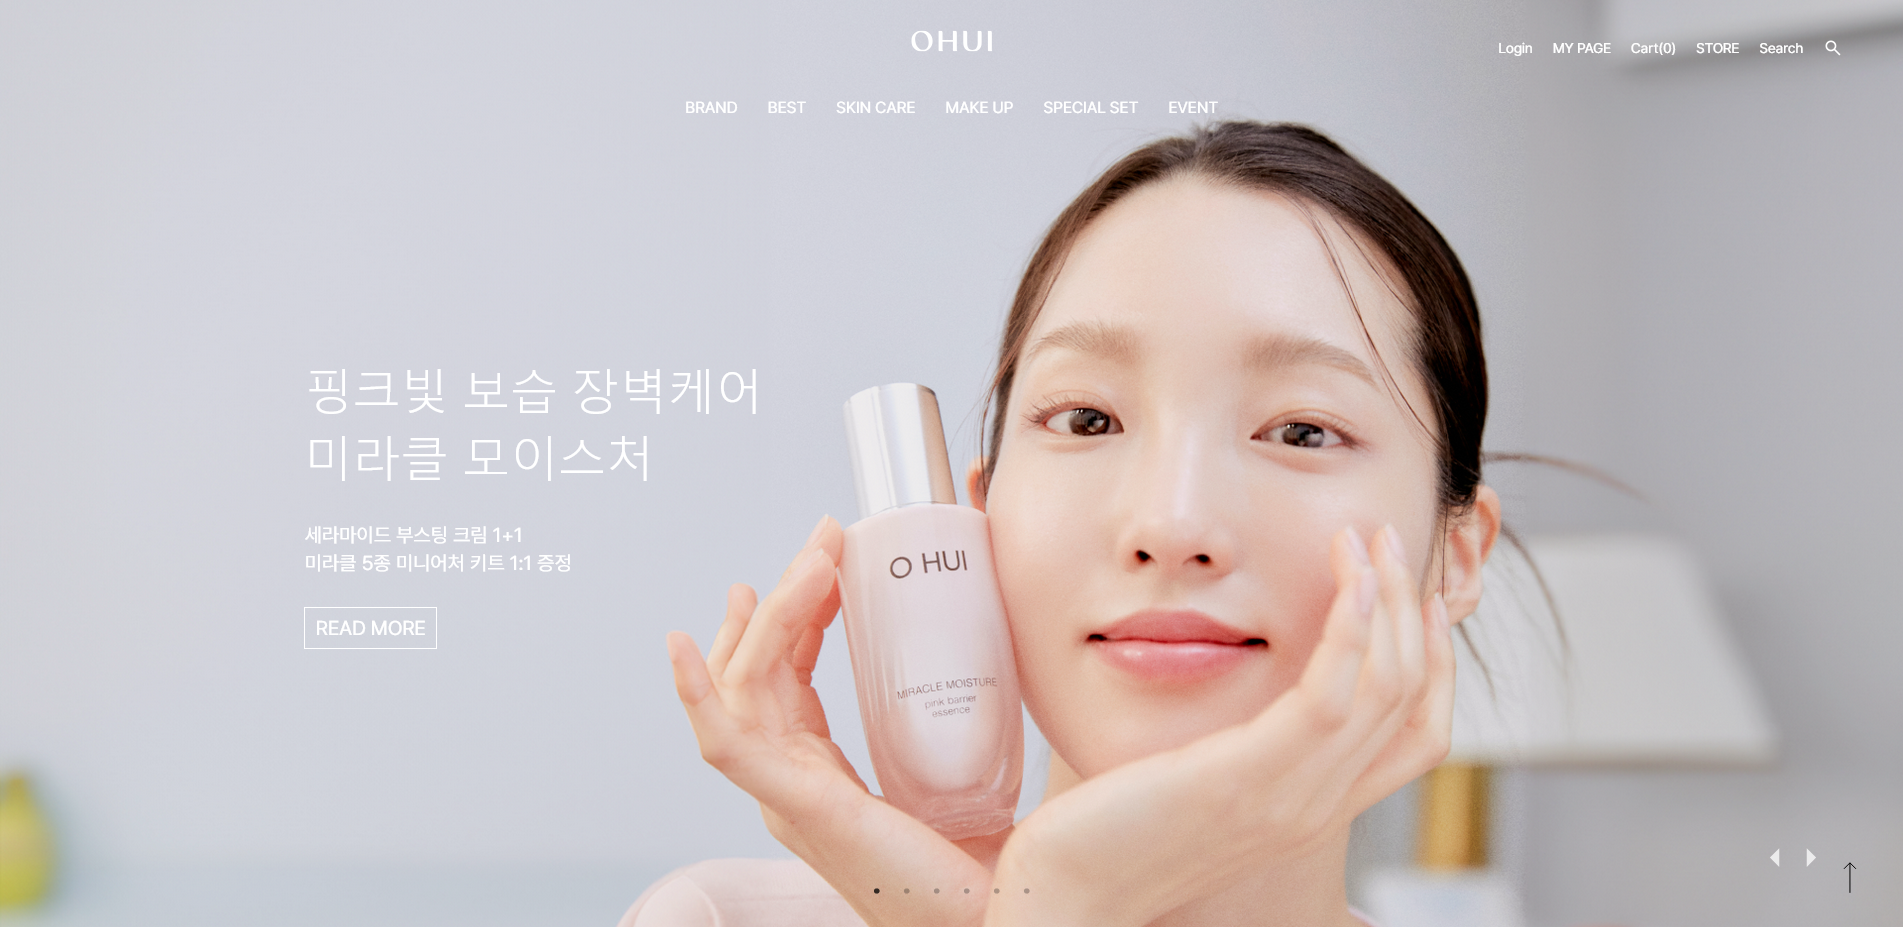 OHUI
Login MY PAGE Cart(0) STORE Search
BRAND BEST SKIN CARE MAKE UP SPECIAL SET EVENT
핑크빛 보습 장벽케어
미라클 모이스처
세라마이드 부스팅 크림 1+1
미라클 5종 미니어처 키트 1:1 증정
READ MORE
O HUI
MIRACLE MOISTURE
pink barrier
essence